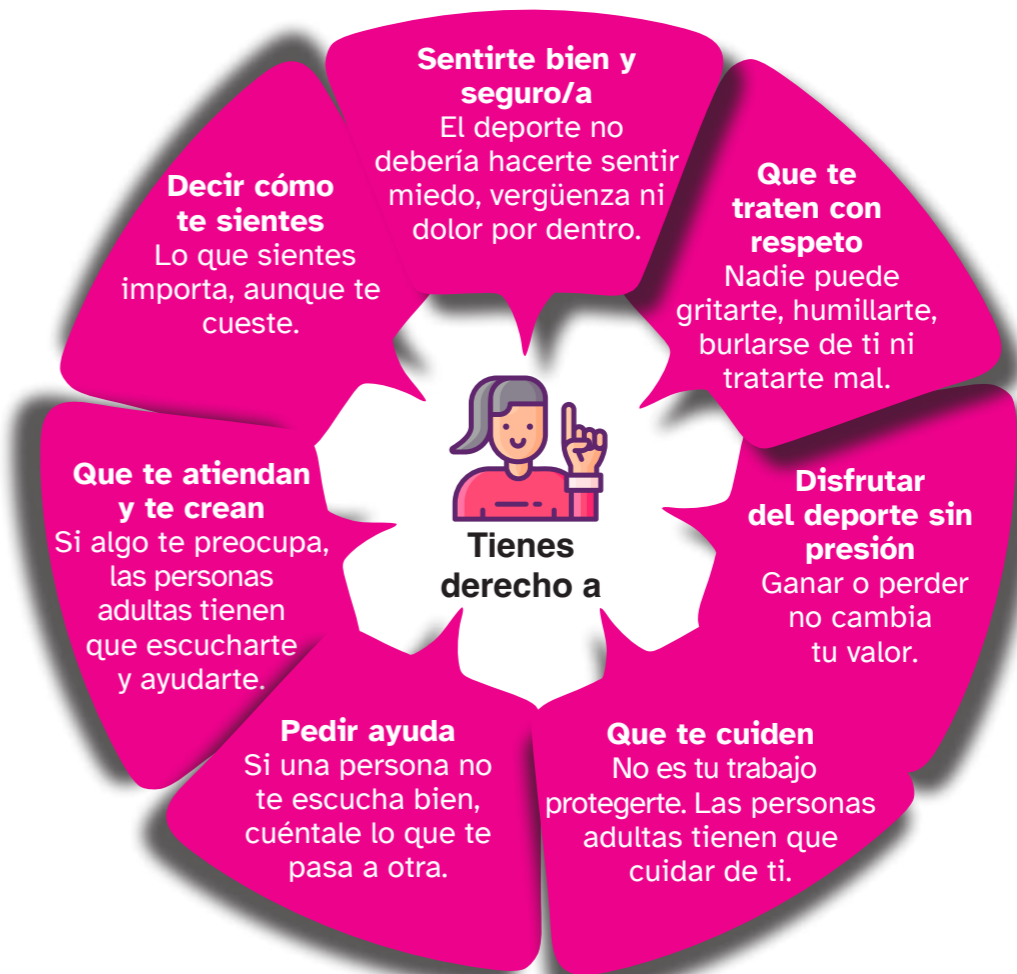 Sentirte bien y
seguro/a
El deporte no
debería hacerte sentir
miedo, vergüenza ni
dolor por dentro.
Que te
traten con
respeto
Nadie puede
gritarte, humillarte,
burlarse de ti ni
tratarte mal.
Disfrutar
del deporte sin
presión
Ganar o perder
no cambia
tu valor.
Que te cuiden
No es tu trabajo
protegerte. Las personas
adultas tienen que
cuidar de ti.
Pedir ayuda
Si una persona no
te escucha bien,
cuéntale lo que te
pasa a otra.
Que te atiendan
y te crean
Si algo te preocupa,
las personas
adultas tienen
que escucharte
y ayudarte.
Decir cómo
te sientes
Lo que sientes
importa, aunque te
cueste.
Tienes
derecho a